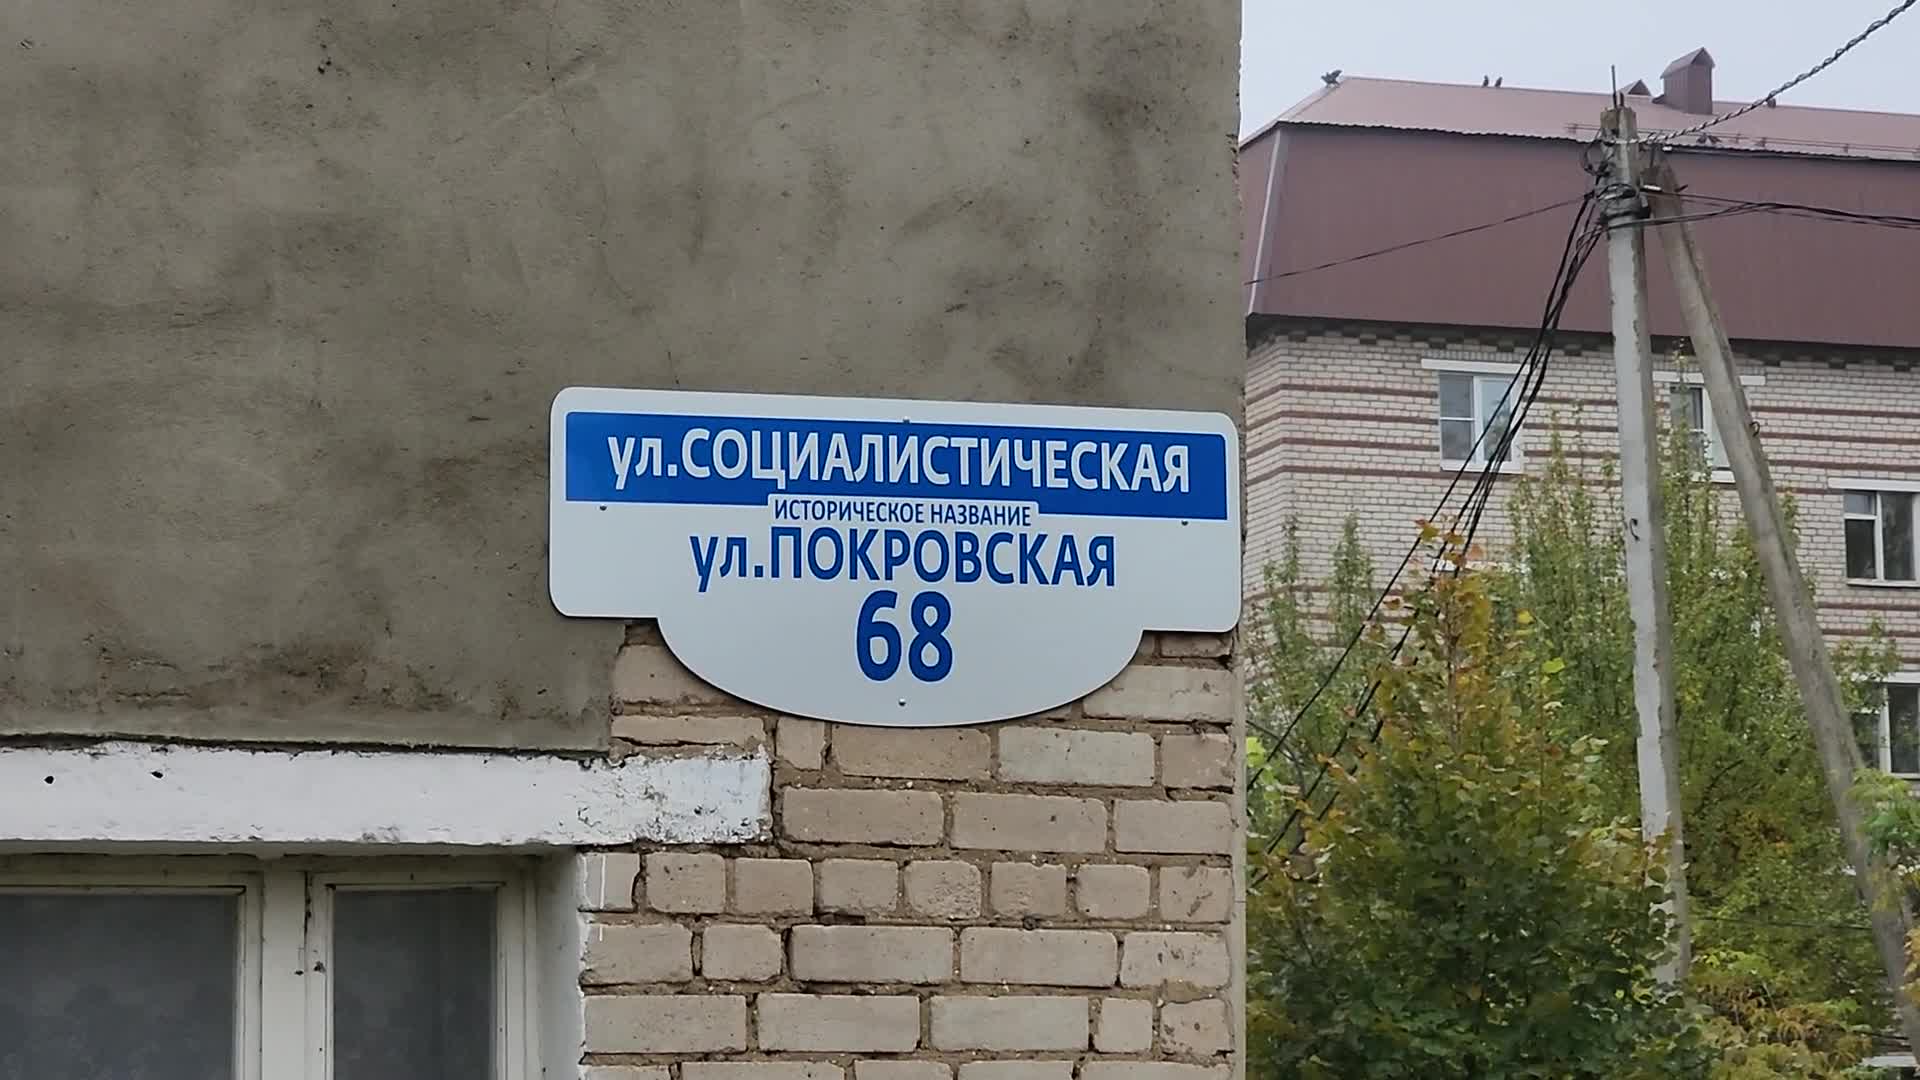 ул.СОЦИАЛИСТИЧЕСКАЯ
ИСТОРИЧЕСКОЕ НАЗВАНИЕ
ул.ПОКРОВСКАЯ
68